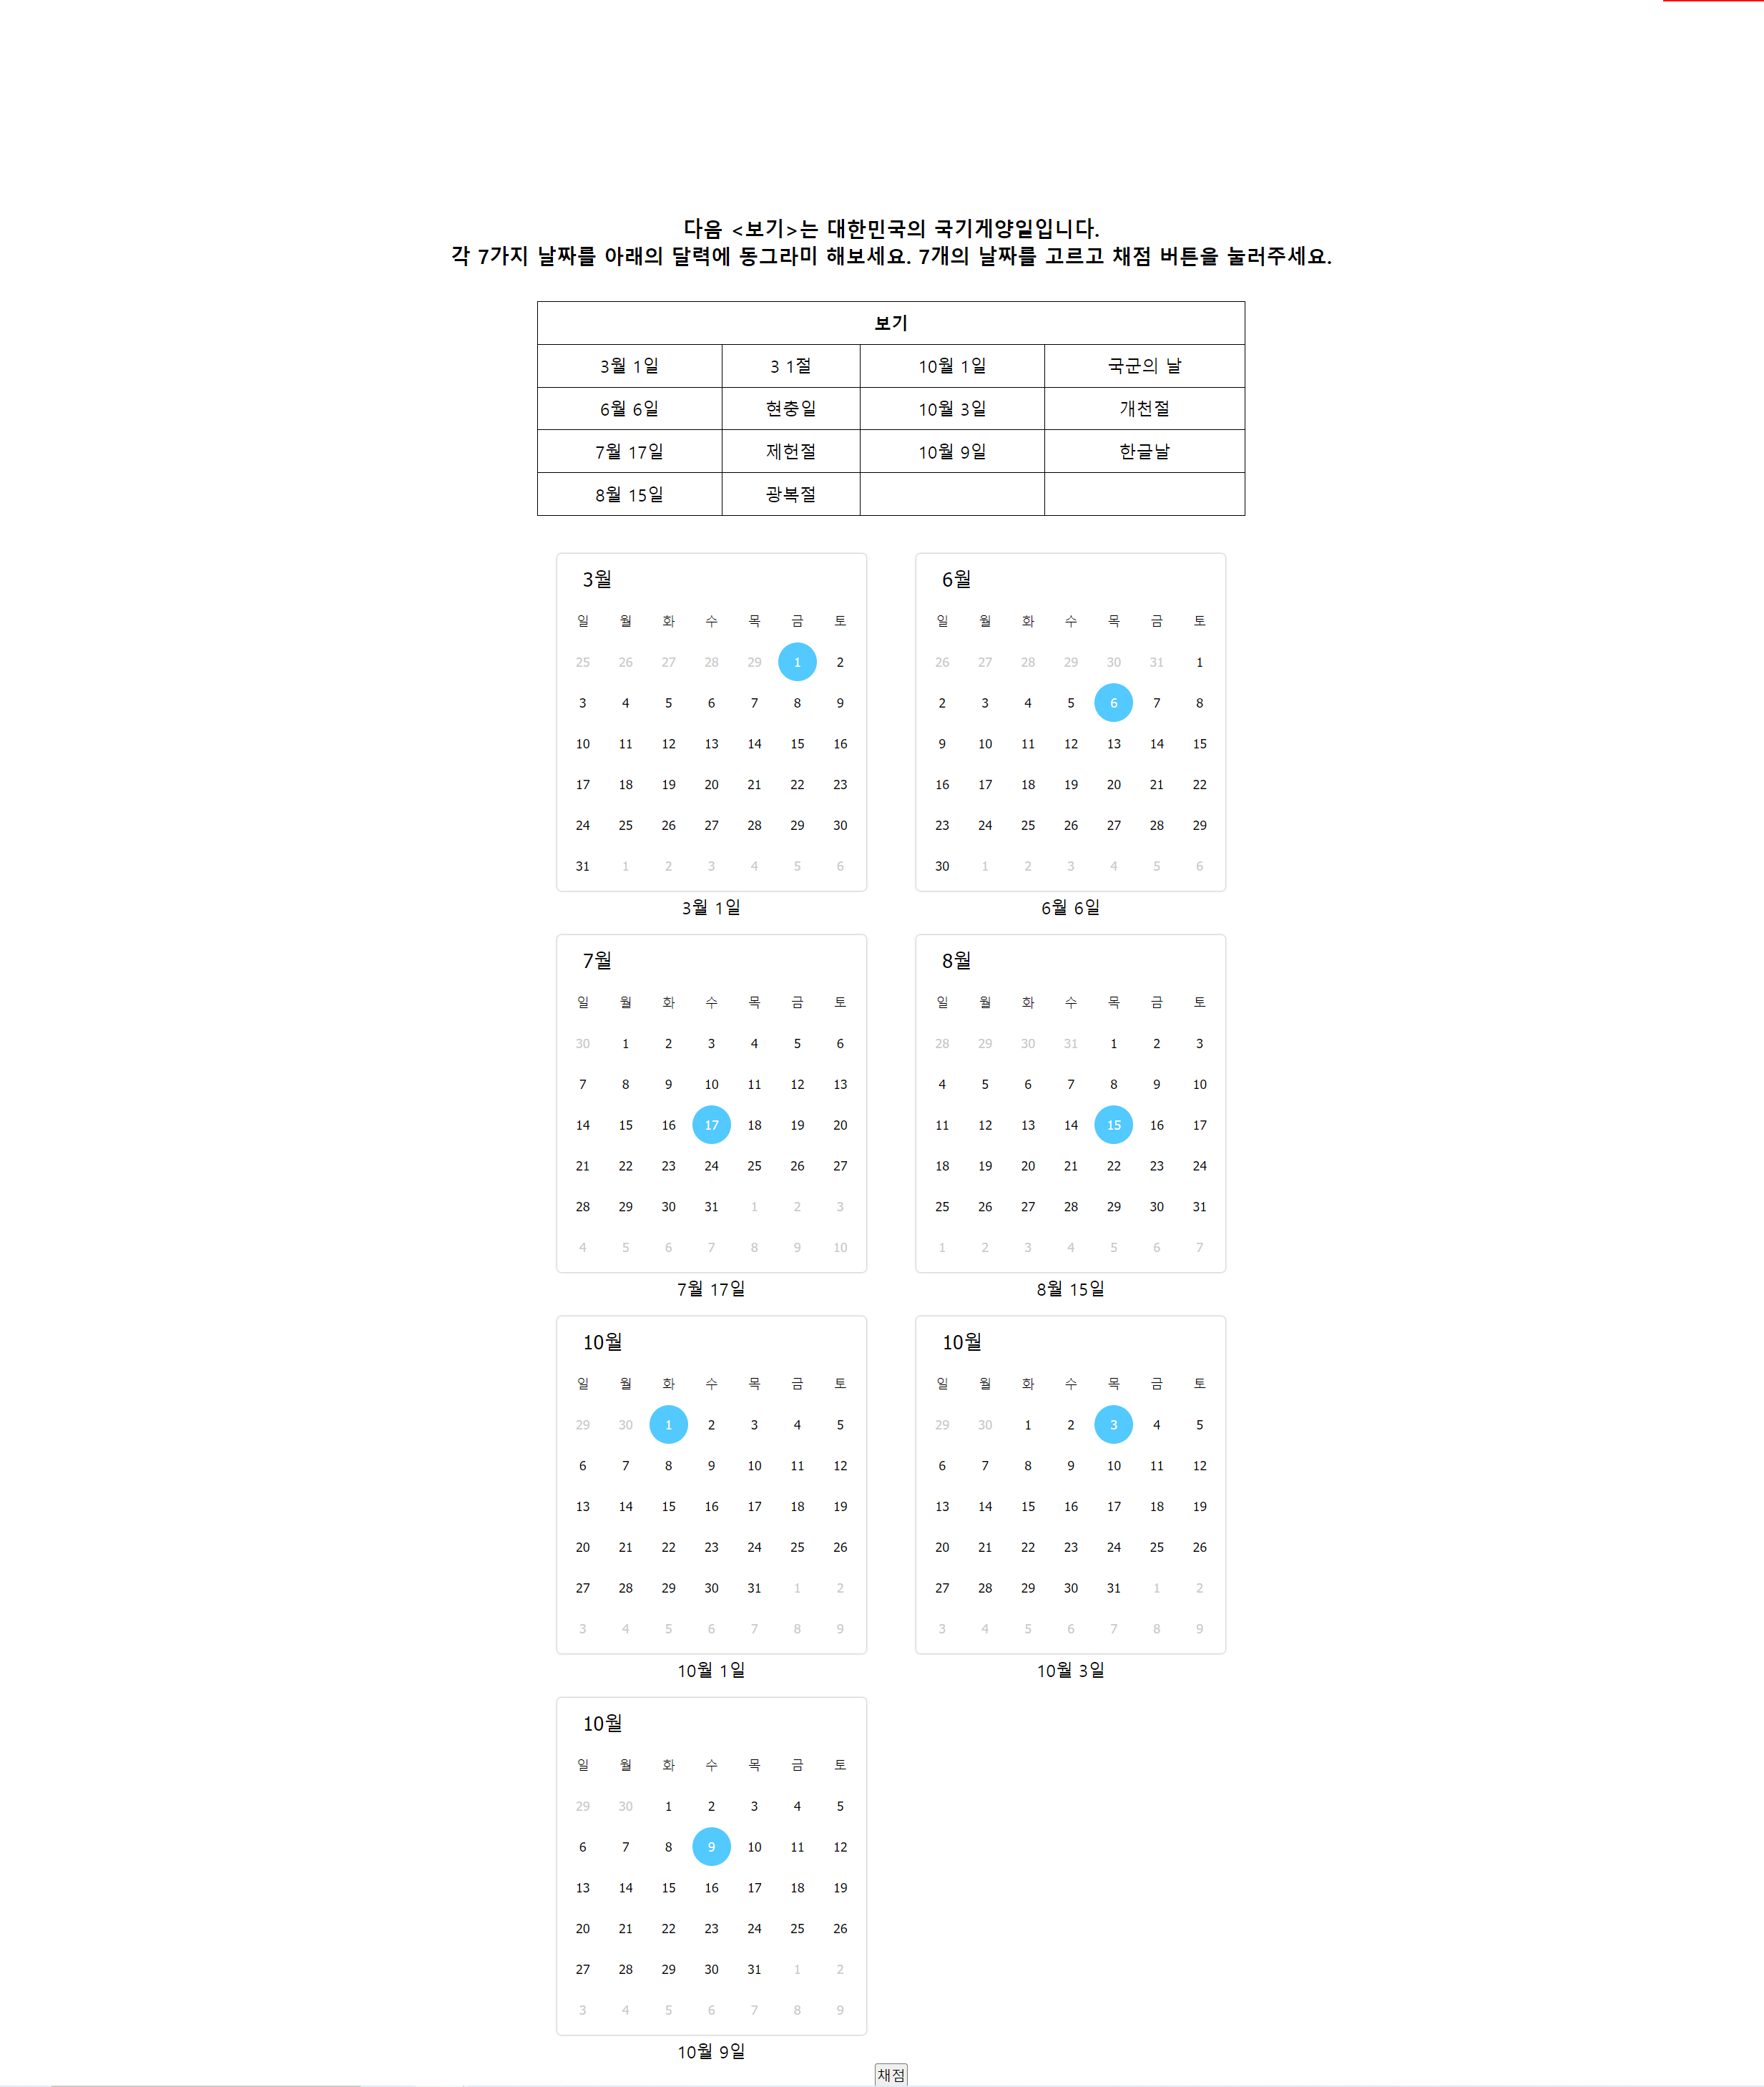 다음 <보기>는 대한민국의 국기게양일입니다.
각 7가지 날짜를 아래의 달력에 동그라미 해보세요. 7개의 날짜를 고르고 채점 버튼을 눌러주세요.
보기
3월 1일 3 1절 10월 1일 국군의 날
6월 6일 현충일 10월 3일 개천절
7월 17일 제헌절 10월 9일 한글날
8월 15일 광복절
3월
일 월 화 수 목 금 토
25 26 27 28 29 1 2
3 4 5 6 7 8 9
10 11 12 13 14 15 16
17 18 19 20 21 22 23
24 25 26 27 28 29 30
31 1 2 3 4 5 6
3월 1일
6월
일 월 화 수 목 금 토
26 27 28 29 30 31 1
2 3 4 5 6 7 8
9 10 11 12 13 14 15
16 17 18 19 20 21 22
23 24 25 26 27 28 29
30 1 2 3 4 5 6
6월 6일
7월
일 월 화 수 목 금 토
30 1 2 3 4 5 6
7 8 9 10 11 12 13
14 15 16 17 18 19 20
21 22 23 24 25 26 27
28 29 30 31 1 2 3
4 5 6 7 8 9 10
7월 17일
8월
일 월 화 수 목 금 토
28 29 30 31 1 2 3
4 5 6 7 8 9 10
11 12 13 14 15 16 17
18 19 20 21 22 23 24
25 26 27 28 29 30 31
1 2 3 4 5 6 7
8월 15일
10월
일 월 화 수 목 금 토
29 30 1 2 3 4 5
6 7 8 9 10 11 12
13 14 15 16 17 18 19
20 21 22 23 24 25 26
27 28 29 30 31 1 2
3 4 5 6 7 8 9
10월 1일
10월
일 월 화 수 목 금 토
29 30 1 2 3 4 5
6 7 8 9 10 11 12
13 14 15 16 17 18 19
20 21 22 23 24 25 26
27 28 29 30 31 1 2
3 4 5 6 7 8 9
10월 3일
10월
일 월 화 수 목 금 토
29 30 1 2 3 4 5
6 7 8 9 10 11 12
13 14 15 16 17 18 19
20 21 22 23 24 25 26
27 28 29 30 31 1 2
3 4 5 6 7 8 9
10월 9일
채점